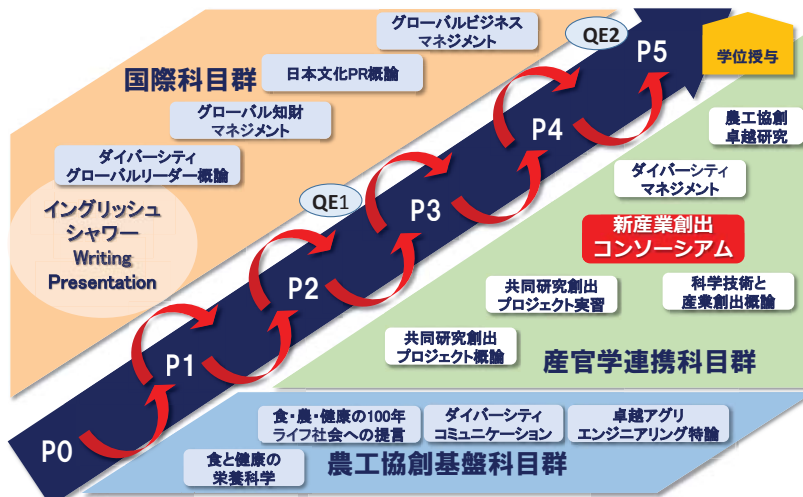 グローバルビジネス
マネジメント
QE2
P5
学位授与
国際科目群
日本文化PR概論
グローバル知財
マネジメント
P4
農工協創
卓越研究
ダイバーシティ
グローバルリーダー概論
ダイバーシティ
マネジメント
QE1
P3
イングリッシュ
シャワー
Writing
Presentation
新産業創出
コンソーシアム
P2
共同研究創出
プロジェクト実習
科学技術と
産業創出概論
P1
共同研究創出
プロジェクト概論
産官学連携科目群
P0
食・農・健康の100年
ライフ社会への提言
ダイバーシティ
コミュニケーション
卓越アグリ
エンジニアリング特論
食と健康の
栄養科学
農工協創基盤科目群